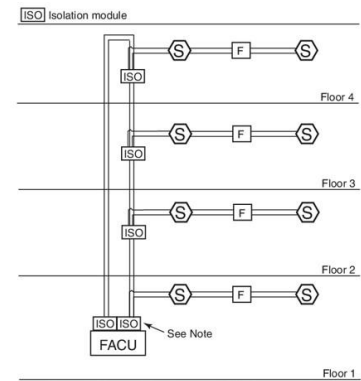 ISO Isolation module
S F S
ISO
Floor 4
S F S
ISO
Floor 3
S F S
ISO
Floor 2
S F S
ISO ISO
See Note
FACU
Floor 1